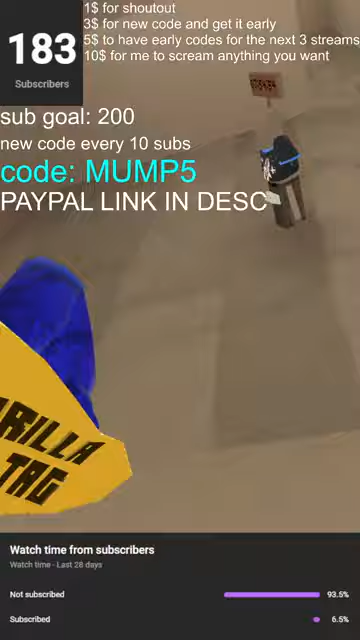 1$ for shoutout
3$ for new code and get it early
5$ to have early codes for the next 3 streams
10$ for me to scream anything you want
183
Subscribers
sub goal: 200
new code every 10 subs
code: MUMP5
PAYPAL LINK IN DESC
RILLA
TAG
Watch time from subscribers
Watch time · Last 28 days
Not subscribed 93.5%
Subscribed 6.5%